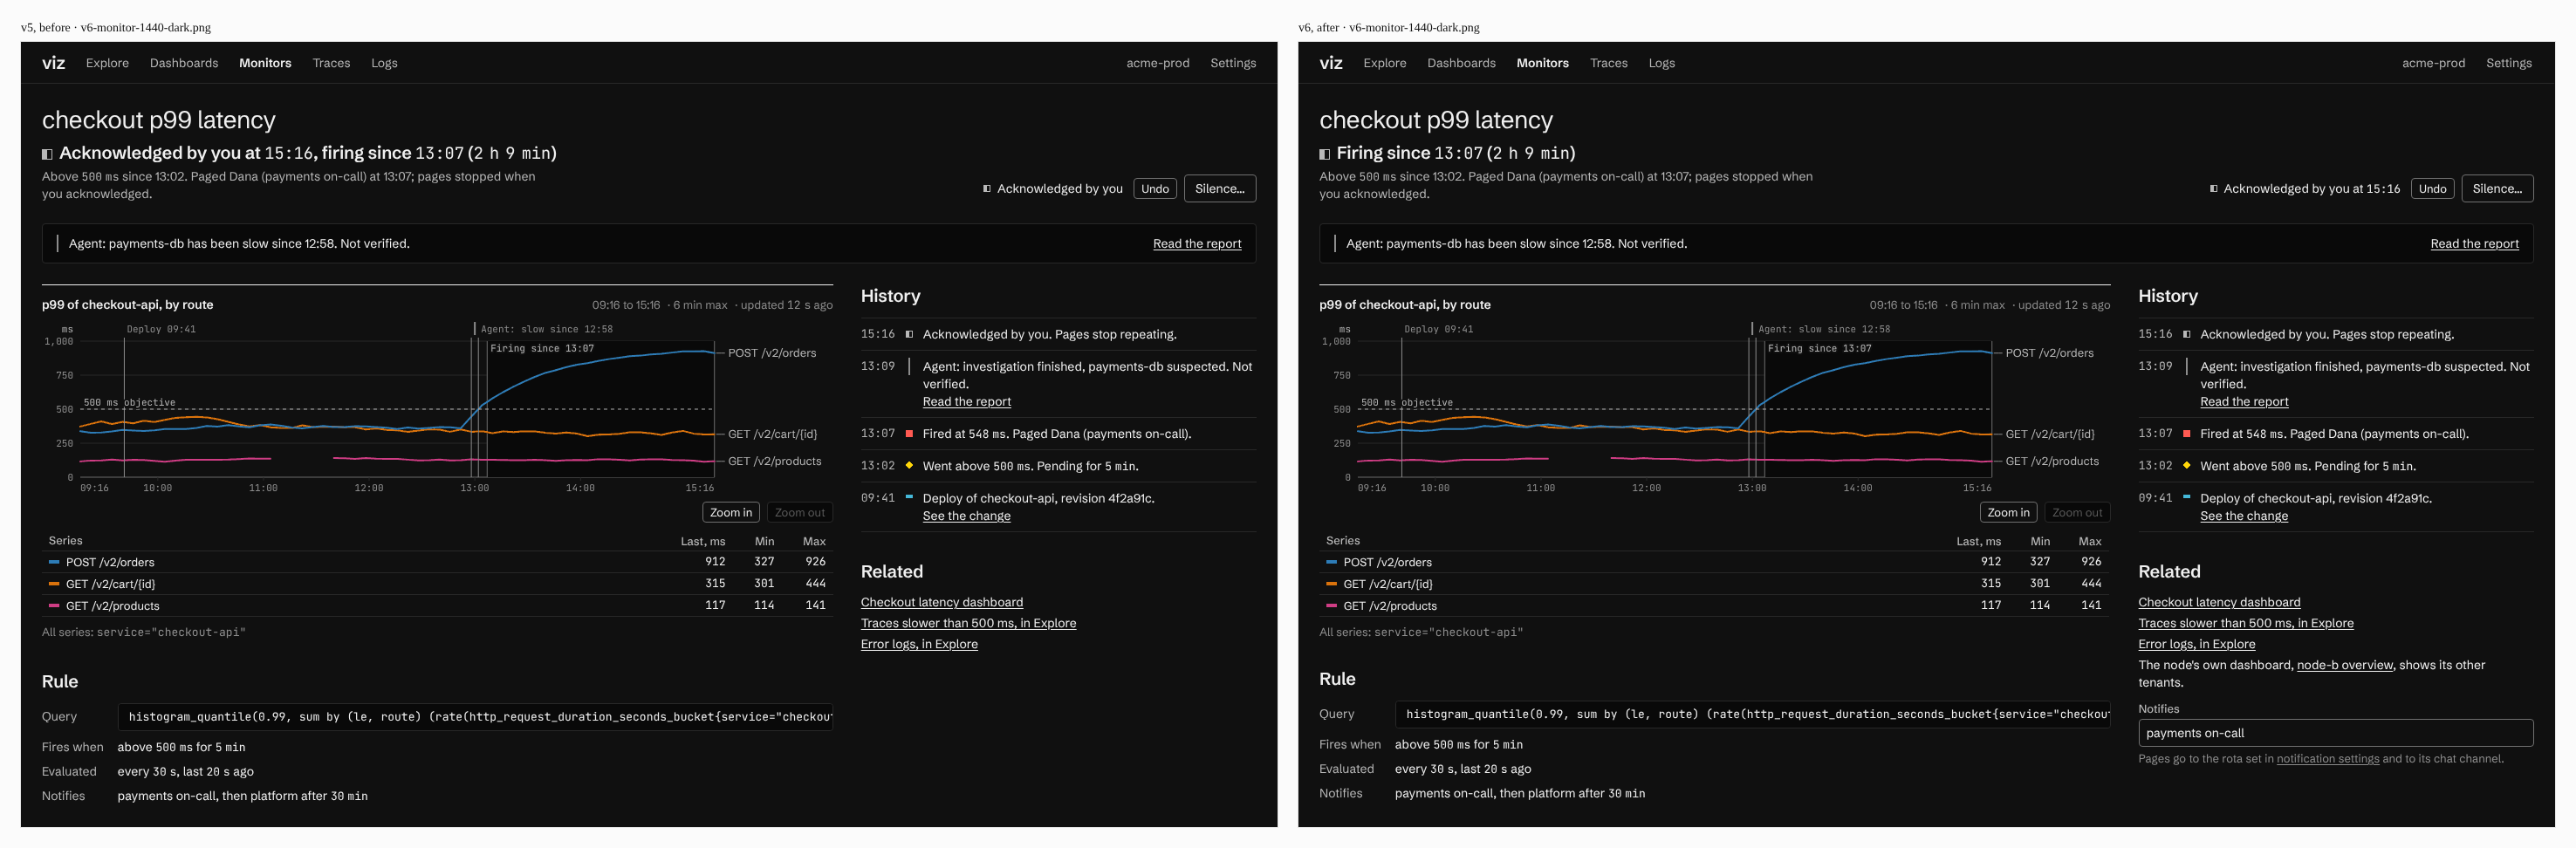 v5, before · v6-monitor-1440-dark.png
viz Explore Dashboards Monitors Traces Logs acme-prod Settings
checkout p99 latency
Acknowledged by you at 15:16, firing since 13:07 (2 h 9 min)
Above 500 ms since 13:02. Paged Dana (payments on-call) at 13:07; pages stopped when
you acknowledged.
Acknowledged by you Undo Silence...
Agent: payments-db has been slow since 12:58. Not verified. Read the report
p99 of checkout-api, by route 09:16 to 15:16 · 6 min max · updated 12 s ago
ms Deploy 09:41 Agent: slow since 12:58
1,000 Firing since 13:07
POST /v2/orders
750
500 ms objective
500
GET /v2/cart/{id}
250
GET /v2/products
0
09:16 10:00 11:00 12:00 13:00 14:00 15:16
Zoom in Zoom out
Series Last, ms Min Max
POST /v2/orders 912 327 926
GET /v2/cart/{id} 315 301 444
GET /v2/products 117 114 141
All series: service="checkout-api"
Rule
Query histogram_quantile(0.99, sum by (le, route) (rate(http_request_duration_seconds_bucket{service="checkout
Fires when above 500 ms for 5 min
Evaluated every 30 s, last 20 s ago
Notifies payments on-call, then platform after 30 min
History
15:16 Acknowledged by you. Pages stop repeating.
13:09 Agent: investigation finished, payments-db suspected. Not
verified.
Read the report
13:07 Fired at 548 ms. Paged Dana (payments on-call).
13:02 Went above 500 ms. Pending for 5 min.
09:41 Deploy of checkout-api, revision 4f2a91c.
See the change
Related
Checkout latency dashboard
Traces slower than 500 ms, in Explore
Error logs, in Explore
v6, after · v6-monitor-1440-dark.png
viz Explore Dashboards Monitors Traces Logs acme-prod Settings
checkout p99 latency
Firing since 13:07 (2 h 9 min)
Above 500 ms since 13:02. Paged Dana (payments on-call) at 13:07; pages stopped when
you acknowledged.
Acknowledged by you at 15:16 Undo Silence...
Agent: payments-db has been slow since 12:58. Not verified. Read the report
p99 of checkout-api, by route 09:16 to 15:16 · 6 min max · updated 12 s ago
ms Deploy 09:41 Agent: slow since 12:58
1,000 Firing since 13:07
POST /v2/orders
750
500 ms objective
500
GET /v2/cart/{id}
250
GET /v2/products
0
09:16 10:00 11:00 12:00 13:00 14:00 15:16
Zoom in Zoom out
Series Last, ms Min Max
POST /v2/orders 912 327 926
GET /v2/cart/{id} 315 301 444
GET /v2/products 117 114 141
All series: service="checkout-api"
Rule
Query histogram_quantile(0.99, sum by (le, route) (rate(http_request_duration_seconds_bucket{service="checkout
Fires when above 500 ms for 5 min
Evaluated every 30 s, last 20 s ago
Notifies payments on-call, then platform after 30 min
History
15:16 Acknowledged by you. Pages stop repeating.
13:09 Agent: investigation finished, payments-db suspected. Not
verified.
Read the report
13:07 Fired at 548 ms. Paged Dana (payments on-call).
13:02 Went above 500 ms. Pending for 5 min.
09:41 Deploy of checkout-api, revision 4f2a91c.
See the change
Related
Checkout latency dashboard
Traces slower than 500 ms, in Explore
Error logs, in Explore
The node's own dashboard, node-b overview, shows its other
tenants.
Notifies
payments on-call
Pages go to the rota set in notification settings and to its chat channel.